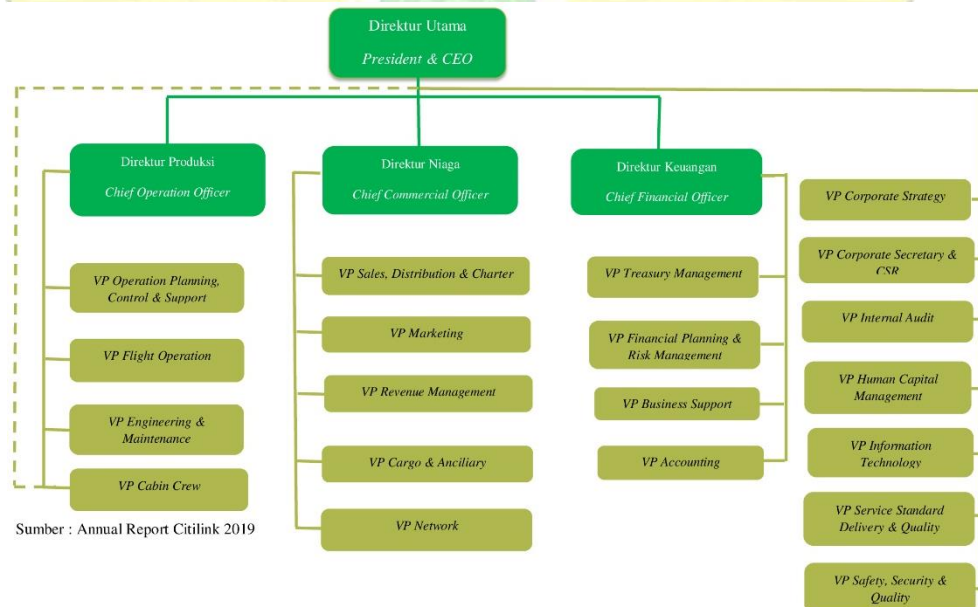 Direktur Utama
President & CEO
Direktur Produksi
Chief Operation Officer
Direktur Niaga
Chief Commercial Officer
Direktur Keuangan
Chief Financial Officer
VP Operation Planning,
Control & Support
VP Flight Operation
VP Engineering &
Maintenance
VP Cabin Crew
VP Sales, Distribution & Charter
VP Marketing
VP Revenue Management
VP Cargo & Anciliary
VP Network
VP Treasury Management
VP Financial Planning &
Risk Management
VP Business Support
VP Accounting
VP Corporate Strategy
VP Corporate Secretary &
CSR
VP Internal Audit
VP Human Capital
Management
VP Information
Technology
VP Service Standard
Delivery & Quality
VP Safety, Security &
Quality
Sumber : Annual Report Citilink 2019